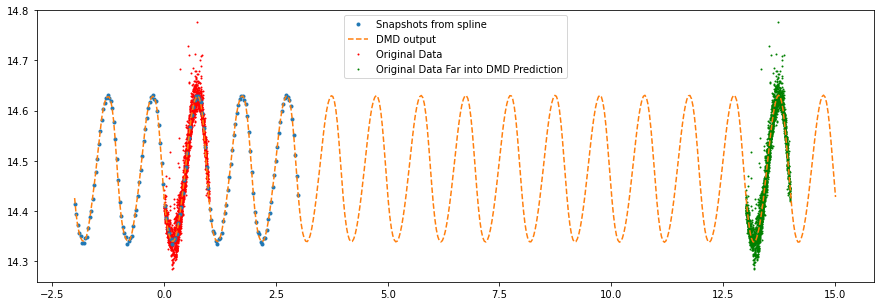 14.8
14.7
14.6
14.5
14.4
14.3
Snapshots from spline
DMD output
Original Data
Original Data Far into DMD Prediction
−2.5 0.0 2.5 5.0 7.5 10.0 12.5 15.0